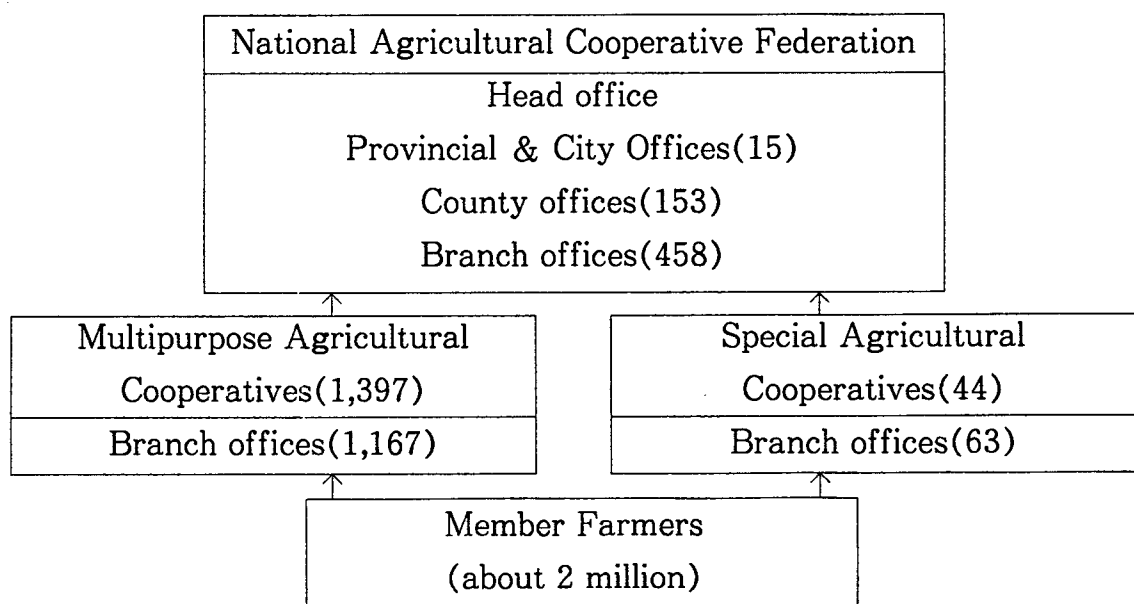 National Agricultural Cooperative Federation
Head office
Provincial & City Offices(15)
County offices(153)
Branch offices(458)
Multipurpose Agricultural
Cooperatives(1,397)
Branch offices(1,167)
Special Agricultural
Cooperatives(44)
Branch offices(63)
Member Farmers
(about 2 million)